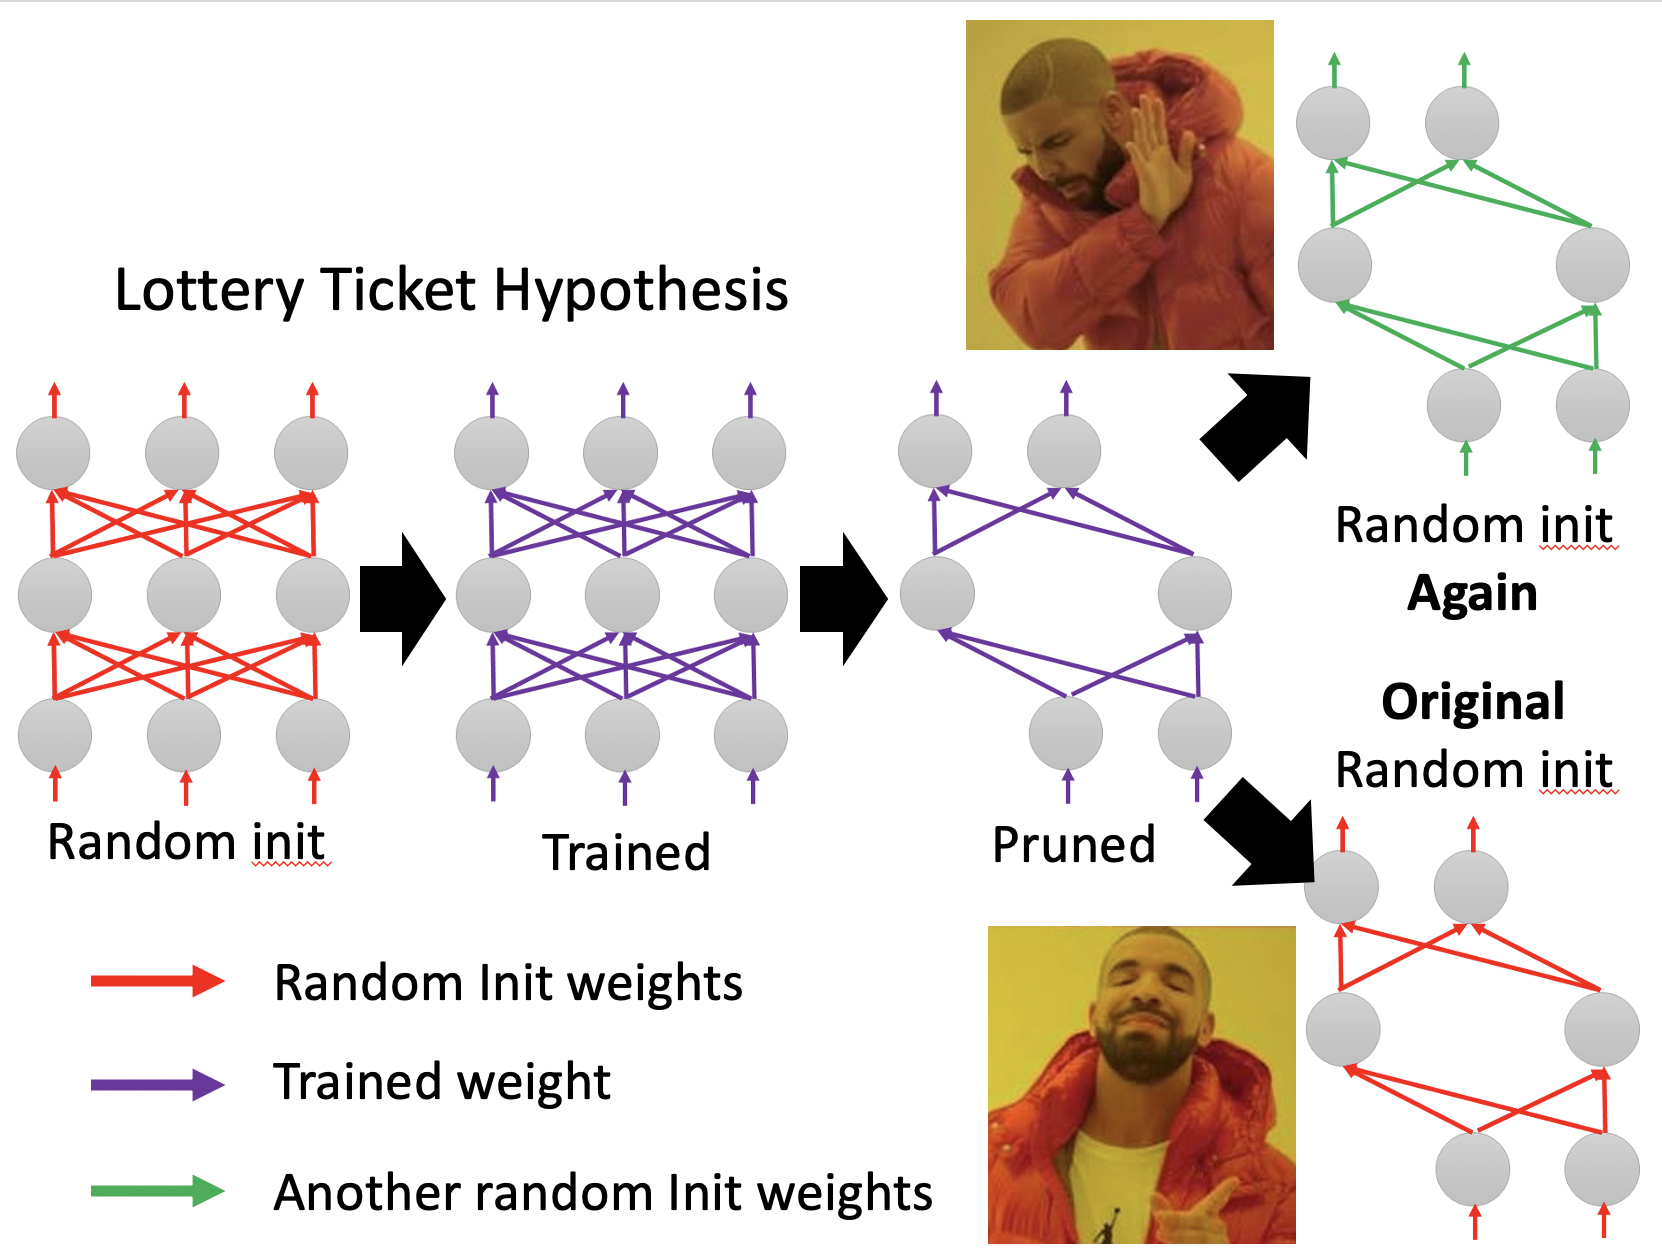 Lottery Ticket Hypothesis
Random init
Trained
Pruned
Random init
Again
Original
Random init
Random Init weights
Trained weight
Another random Init weights